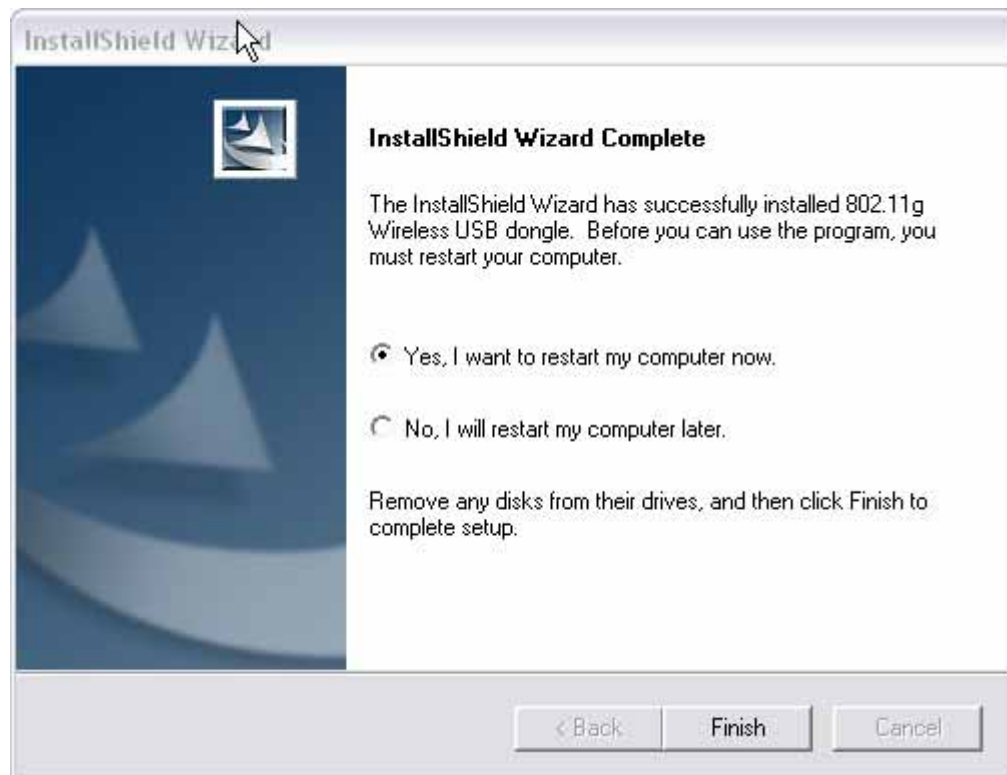 InstallShield Wizard
InstallShield Wizard Complete
The InstallShield Wizard has successfully installed 802.11g
Wireless USB dongle. Before you can use the program, you
must restart your computer.
Yes, I want to restart my computer now.
No, I will restart my computer later.
Remove any disks from their drives, and then click Finish to
complete setup.
< Back
Finish
Cancel